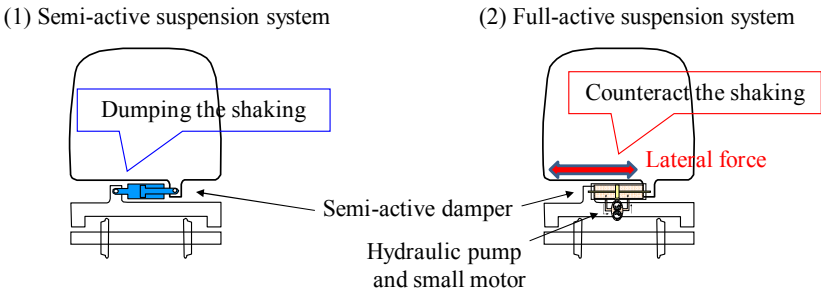 (1) Semi-active suspension system
(2) Full-active suspension system
Dumping the shaking
Counteract the shaking
Lateral force
Semi-active damper
Hydraulic pump
and small motor